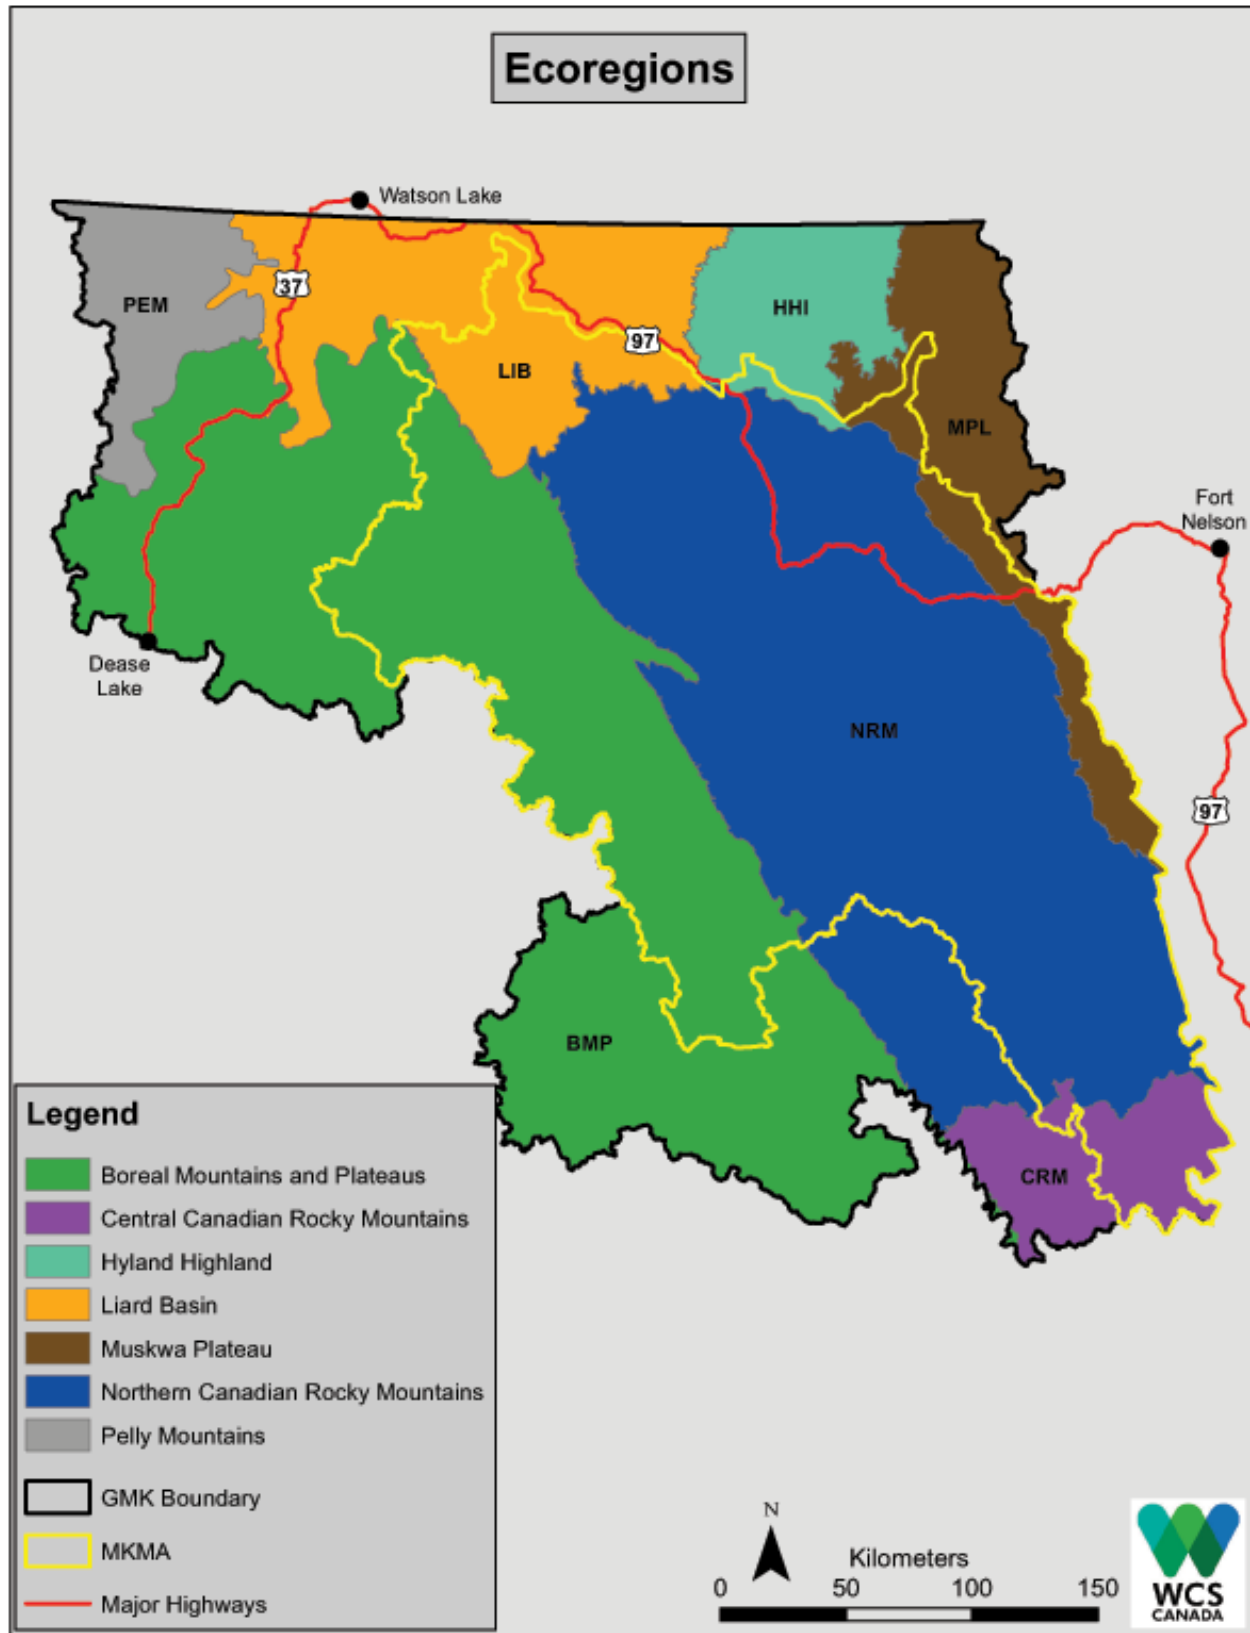 Ecoregions
Watson Lake
37
PEM
HHI
97
LIB
MPL
Fort
Nelson
Dease
Lake
NRM
97
BMP
CRM
Legend
Boreal Mountains and Plateaus
Central Canadian Rocky Mountains
Hyland Highland
Liard Basin
Muskwa Plateau
Northern Canadian Rocky Mountains
Pelly Mountains
GMK Boundary
MKMA
Major Highways
N
Kilometers
0 50 100 150
WCS
CANADA